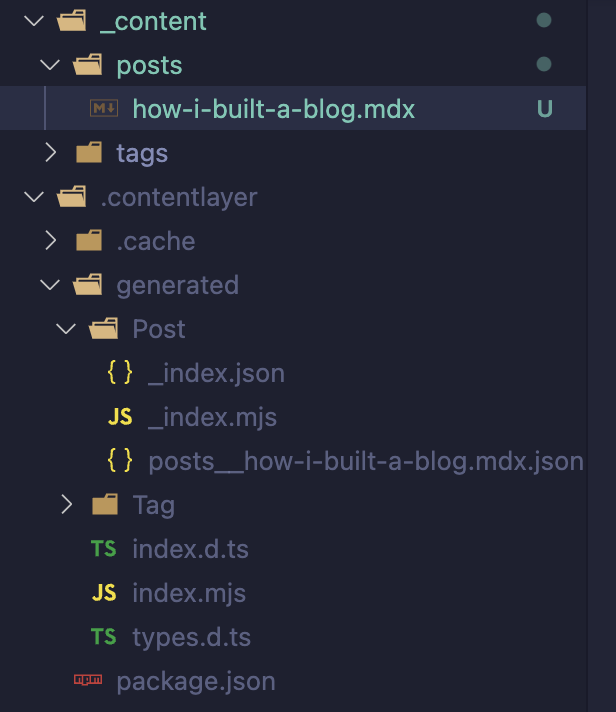 _content
posts
how-i-built-a-blog.mdx U
tags
.contentlayer
.cache
generated
Post
{} _index.json
JS _index.mjs
{} posts__how-i-built-a-blog.mdx.json
Tag
TS index.d.ts
JS index.mjs
TS types.d.ts
npm package.json